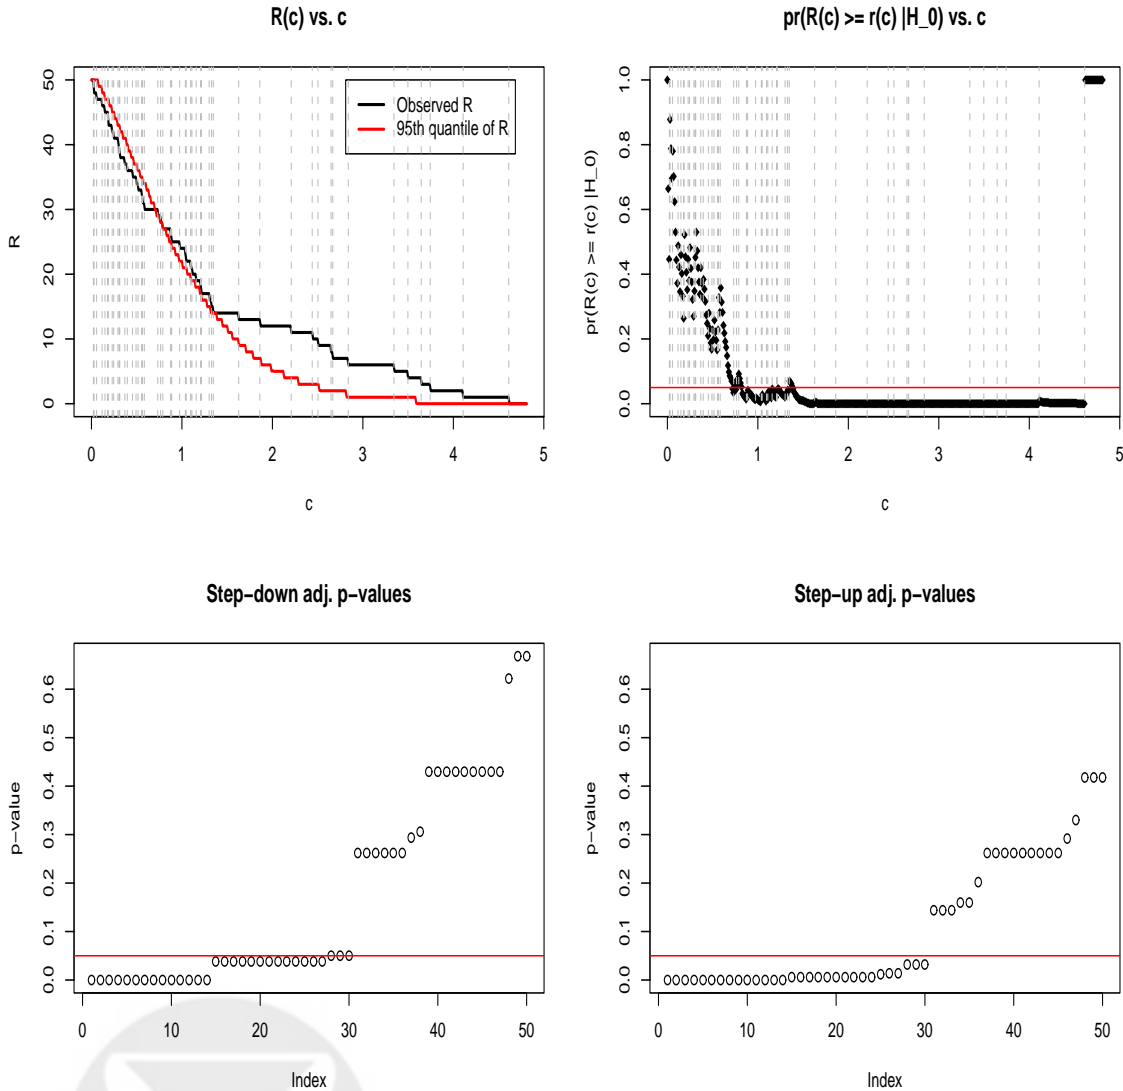 R(c) vs. c
50
40
30
20
10
0
R
0 1 2 3 4 5
c
Observed R
95th quantile of R
pr(R(c) >= r(c) |H_0) vs. c
1.0
0.8
0.6
0.4
0.2
0.0
pr(R(c) >= r(c) |H_0)
0 1 2 3 4 5
c
Step-down adj. p-values
0.6
0.5
0.4
0.3
0.2
0.1
0.0
p-value
0 10 20 30 40 50
Index
Step-up adj. p-values
0.6
0.5
0.4
0.3
0.2
0.1
0.0
p-value
0 10 20 30 40 50
Index